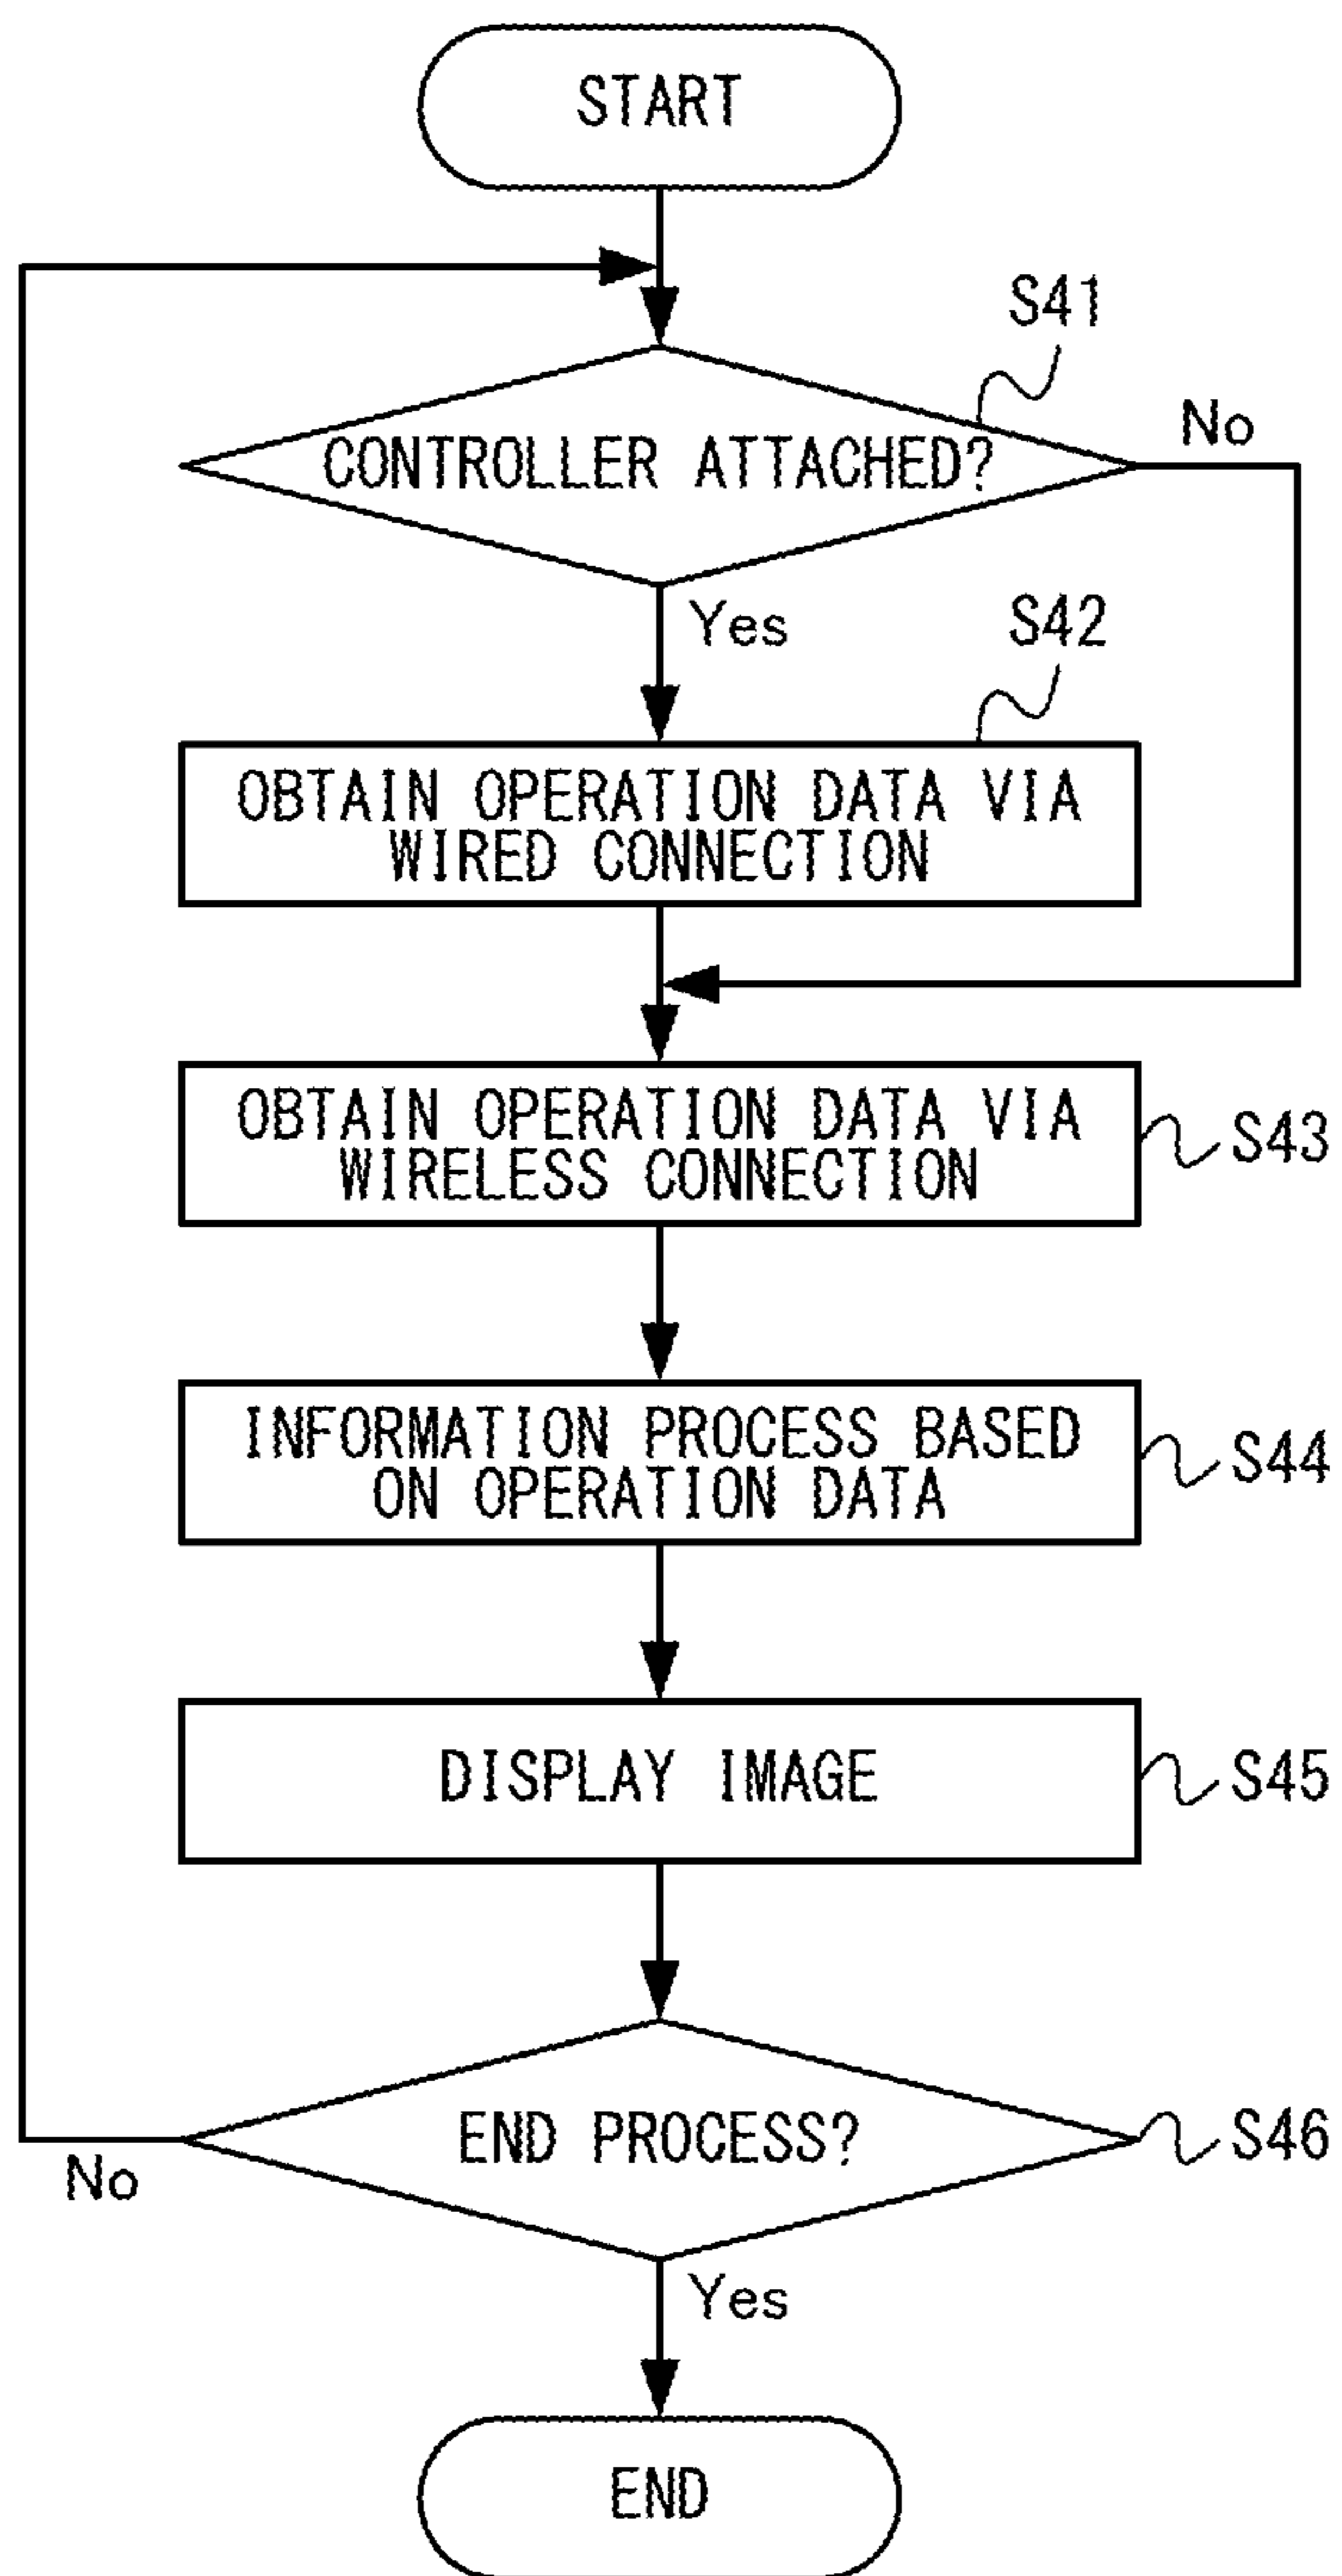 START
S41
No
CONTROLLER ATTACHED?
Yes
S42
OBTAIN OPERATION DATA VIA
WIRED CONNECTION
OBTAIN OPERATION DATA VIA
WIRELESS CONNECTION
S43
INFORMATION PROCESS BASED
ON OPERATION DATA
S44
DISPLAY IMAGE
S45
END PROCESS?
S46
No
Yes
END